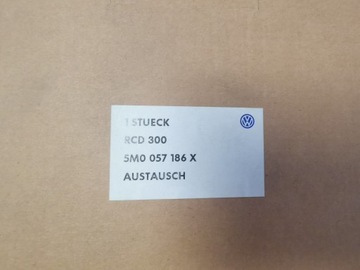 1 STUECK
RCD 300
5M0 057 186 X
AUSTAUSCH